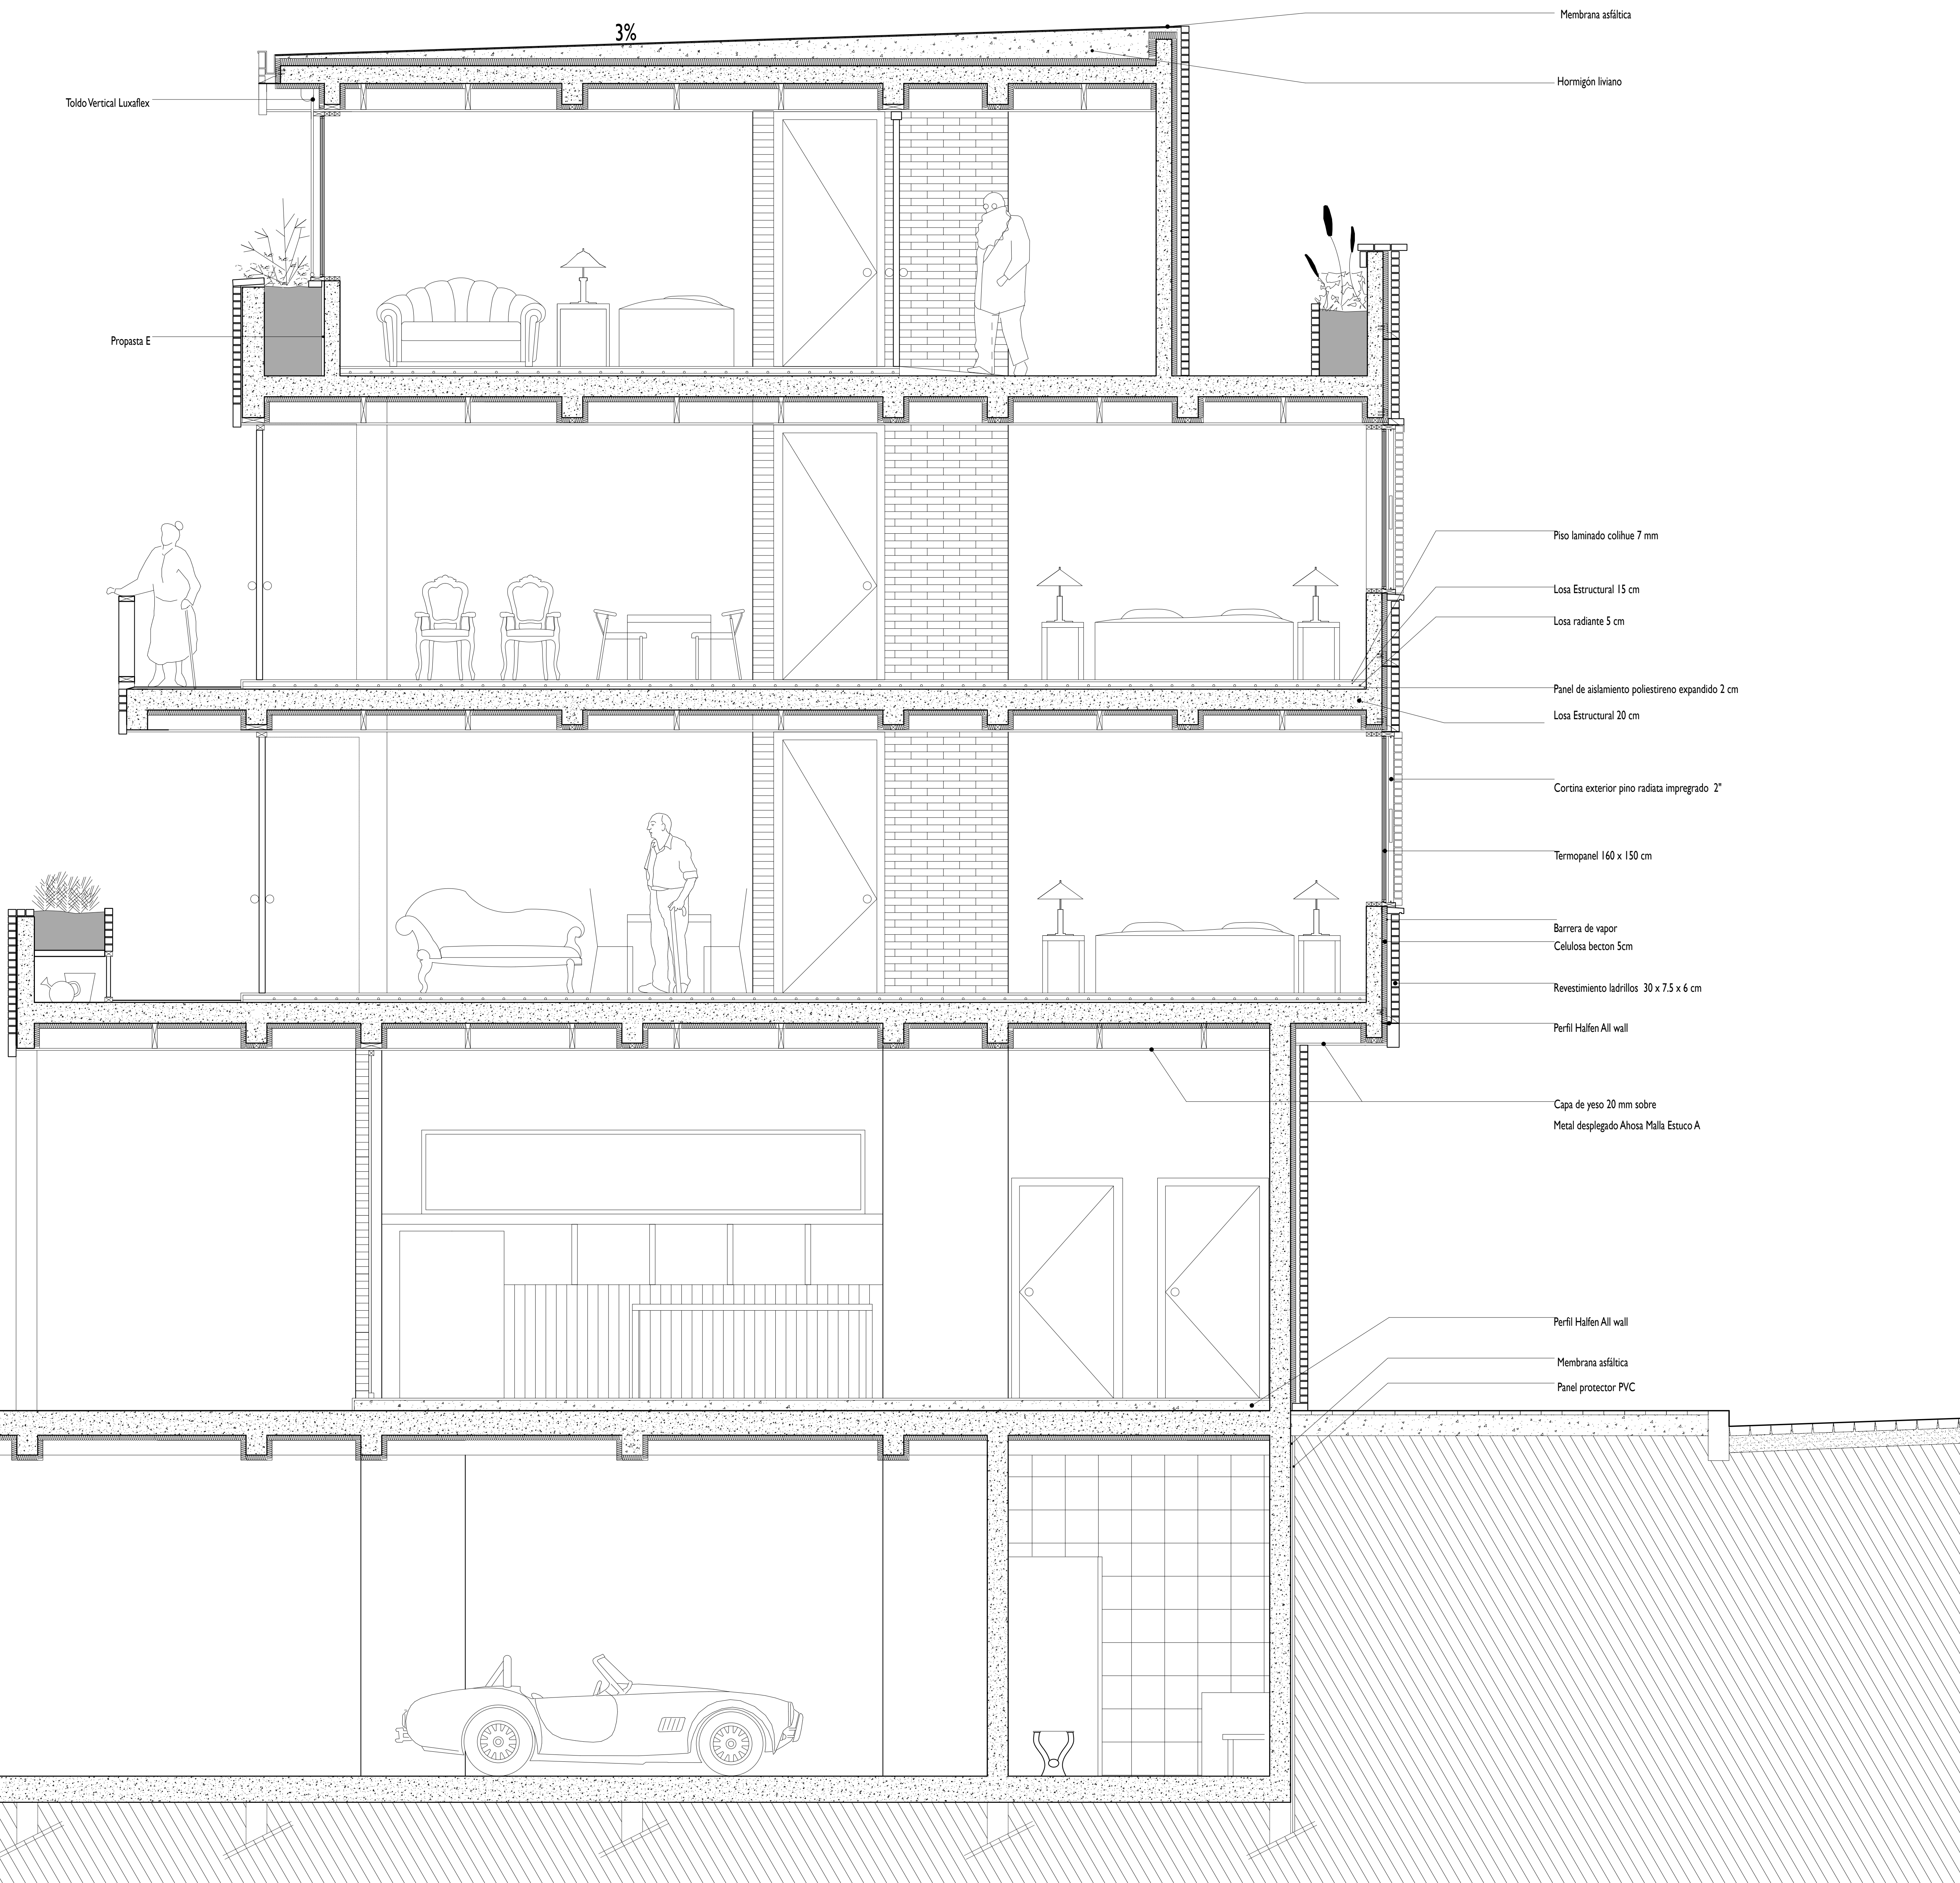 Membrana asfáltica
3%
Hormigón liviano
Toldo Vertical Luxaflex
Propasta E
Piso laminado colihue 7 mm
Losa Estructural 15 cm
Losa radiante 5 cm
Panel de aislamiento poliestireno expandido 2 cm
Losa Estructural 20 cm
Cortina exterior pino radiata impregrado 2"
Termopanel 160 x 150 cm
Barrera de vapor
Celulosa becton 5cm
Revestimiento ladrillos 30 x 7.5 x 6 cm
Perfil Halfen All wall
Capa de yeso 20 mm sobre
Metal desplegado Ahosa Malla Estuco A
Perfil Halfen All wall
Membrana asfáltica
Panel protector PVC